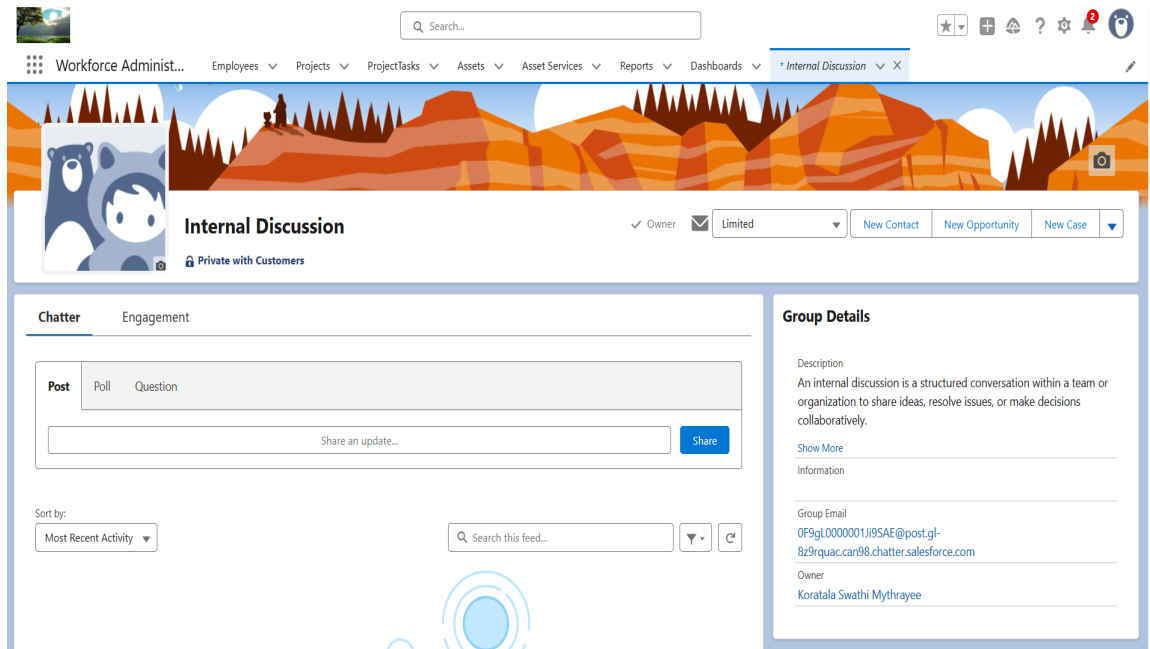 Search...
2
Workforce Administ...
Employees
Projects
ProjectTasks
Assets
Asset Services
Reports
Dashboards
* Internal Discussion
Internal Discussion
Owner
Limited
New Contact
New Opportunity
New Case
Private with Customers
Chatter
Engagement
Post
Poll
Question
Share an update...
Share
Sort by:
Most Recent Activity
Search this feed...
Group Details
Description
An internal discussion is a structured conversation within a team or
organization to share ideas, resolve issues, or make decisions
collaboratively.
Show More
Information
Group Email
0F9gL0000001Ji9SAE@post.gl-
8z9rquac.can98.chatter.salesforce.com
Owner
Koratala Swathi Mythrayee